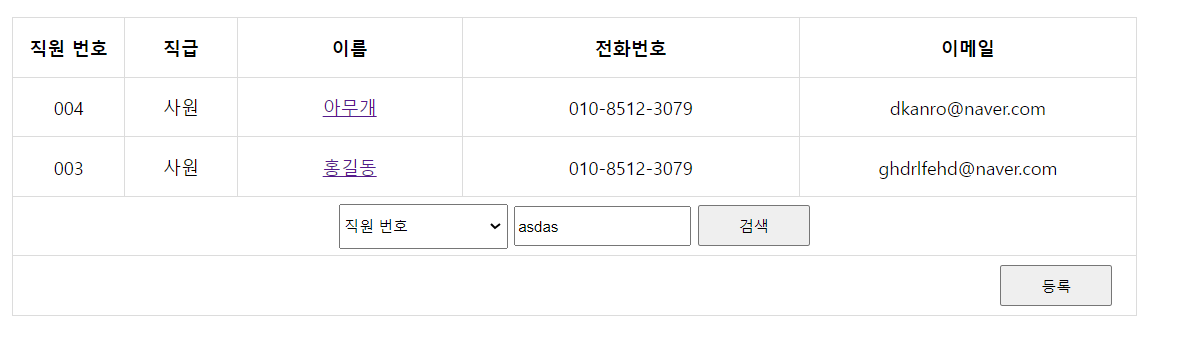 직원 번호 직급 이름 전화번호 이메일
004 사원 아무개 010-8512-3079 dkanro@naver.com
003 사원 홍길동 010-8512-3079 ghdrlfehd@naver.com
직원 번호 asdas 검색
등록